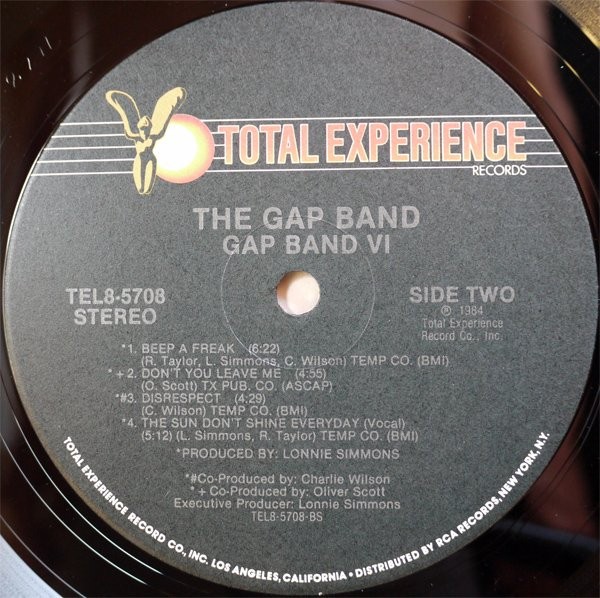 TOTAL EXPERIENCE
RECORDS
THE GAP BAND
GAP BAND VI
TEL8-5708
STEREO
SIDE TWO
℗ 1984
Total Experience
Record Co., Inc.
*1. BEEP A FREAK (6:22)
(R. Taylor, L. Simmons, C. Wilson) TEMP CO. (BMI)
*+2. DON'T YOU LEAVE ME (4:55)
(O. Scott) TX PUB. CO. (ASCAP)
*#3. DISRESPECT (4:29)
(C. Wilson) TEMP CO. (BMI)
*4. THE SUN DON'T SHINE EVERYDAY (Vocal)
(5:12) (L. Simmons, R. Taylor) TEMP CO. (BMI)
*PRODUCED BY: LONNIE SIMMONS
*#Co-Produced by: Charlie Wilson
*+Co-Produced by: Oliver Scott
Executive Producer: Lonnie Simmons
TEL8-5708-BS
TOTAL EXPERIENCE RECORD CO., INC. LOS ANGELES, CALIFORNIA • DISTRIBUTED BY RCA RECORDS, NEW YORK, N.Y.